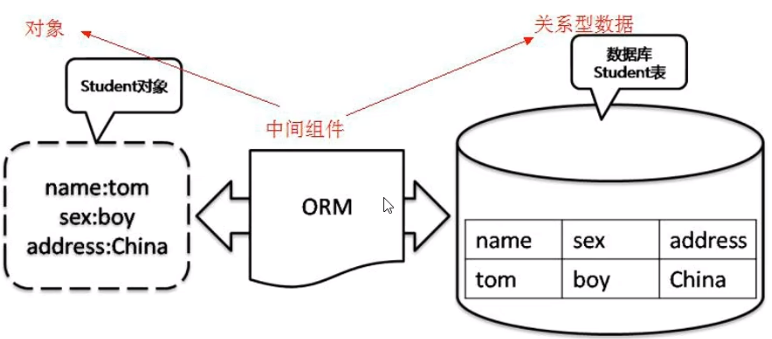 对象
关系型数据
数据库
Student表
Student对象
中间组件
name:tom
sex:boy
address:China
ORM
name sex address
tom boy China